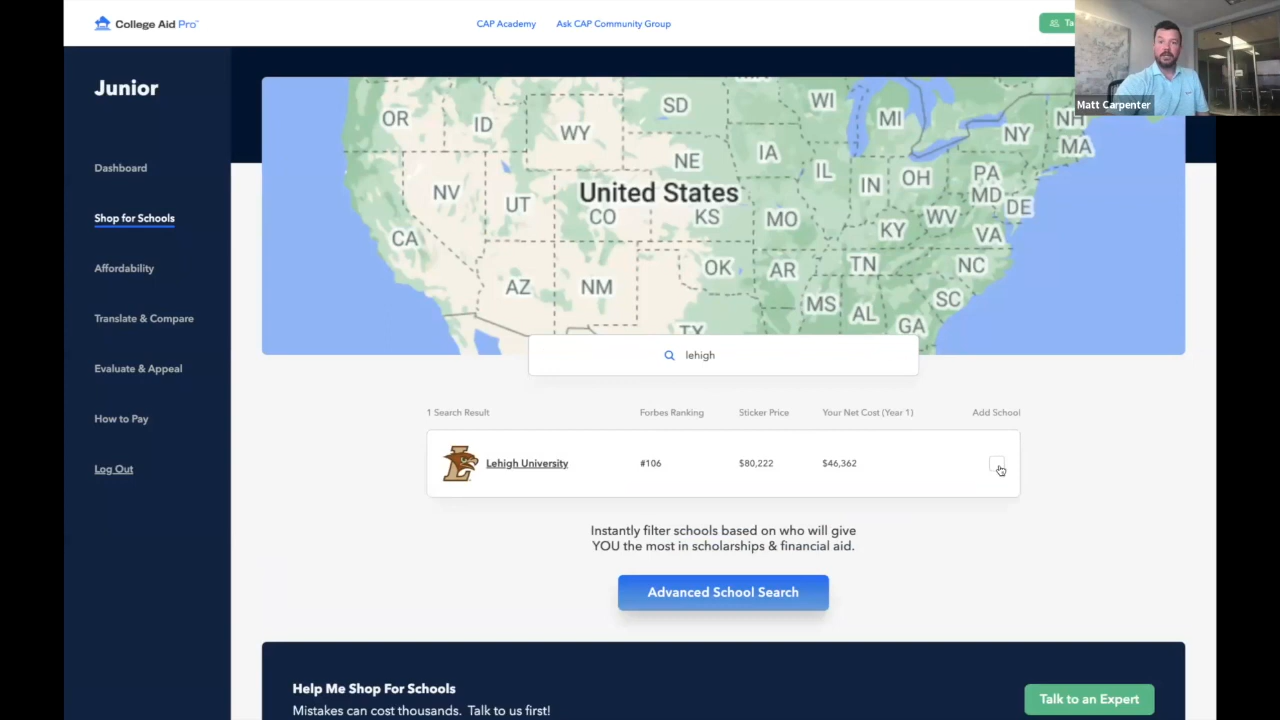 College Aid Pro™
CAP Academy
Ask CAP Community Group
Ta
Matt Carpenter
Junior
Dashboard
Shop for Schools
Affordability
Translate & Compare
Evaluate & Appeal
How to Pay
Log Out
OR
ID
WY
SD
WI
MI
NY
NH
MA
NV
UT
CO
NE
IA
IL
IN
OH
PA
MD
DE
United States
KS
MO
KY
WV
VA
CA
AZ
NM
OK
AR
TN
NC
TX
MS
AL
GA
SC
lehigh
1 Search Result
Forbes Ranking
Sticker Price
Your Net Cost (Year 1)
Add School
Lehigh University
#106
$80,222
$46,362
Instantly filter schools based on who will give
YOU the most in scholarships & financial aid.
Advanced School Search
Help Me Shop For Schools
Mistakes can cost thousands. Talk to us first!
Talk to an Expert